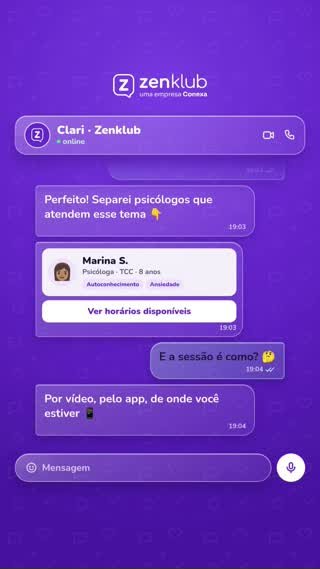 zenklub
uma empresa Conexa
Clari · Zenklub
online
19:03
Perfeito! Separei psicólogos que
atendem esse tema 👇
19:03
Marina S.
Psicóloga · TCC · 8 anos
Autoconhecimento Ansiedade
Ver horários disponíveis
19:03
E a sessão é como? 🤔
19:04
Por vídeo, pelo app, de onde você
estiver 📱
19:04
Mensagem